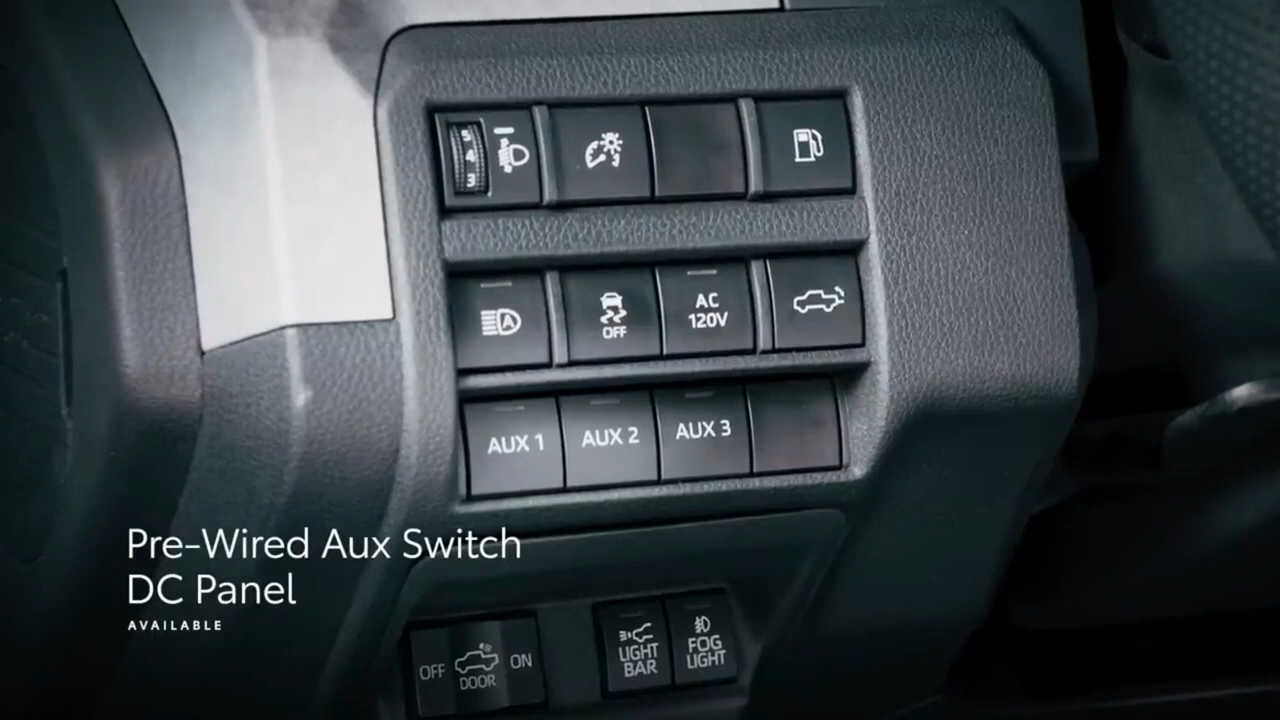 5
4
3
A
OFF
AC
120V
AUX 1
AUX 2
AUX 3
Pre-Wired Aux Switch
DC Panel
AVAILABLE
OFF
DOOR
ON
LIGHT
BAR
FOG
LIGHT